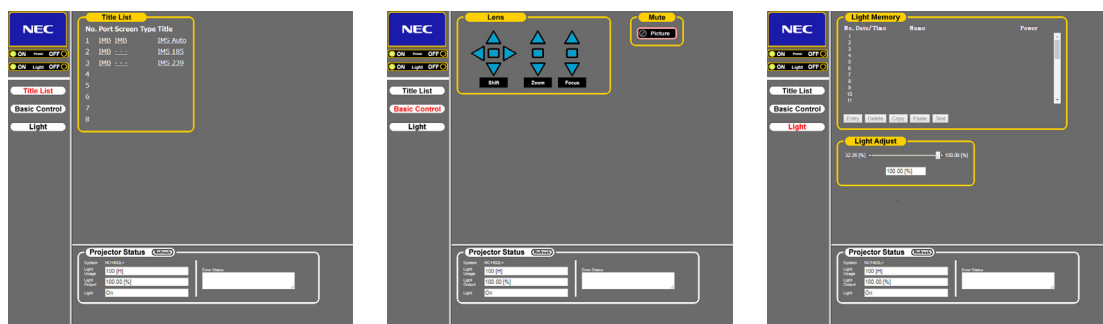 NEC
ON Power OFF
ON Light OFF
Title List
Basic Control
Light
Title List
No. Port Screen Type Title
1 IMB IMB IMS Auto
2 IMB - - - IMS 185
3 IMB - - - IMS 239
4
5
6
7
8
Projector Status (Refresh)
System NC1402L+
Light Usage 100 [H]
Light Output 100.00 [%]
Light On
Error Status
NEC
ON Power OFF
ON Light OFF
Title List
Basic Control
Light
Lens
Shift Zoom Focus
Mute
Picture
Projector Status (Refresh)
System NC1402L+
Light Usage 100 [H]
Light Output 100.00 [%]
Light On
Error Status
NEC
ON Power OFF
ON Light OFF
Title List
Basic Control
Light
Light Memory
No. Date/Time Name Power
1
2
3
4
5
6
7
8
9
10
11
Entry Delete Copy Paste Test
Light Adjust
100.00 [%]
100.00 [%]
Projector Status (Refresh)
System NC1402L+
Light Usage 100 [H]
Light Output 100.00 [%]
Light On
Error Status